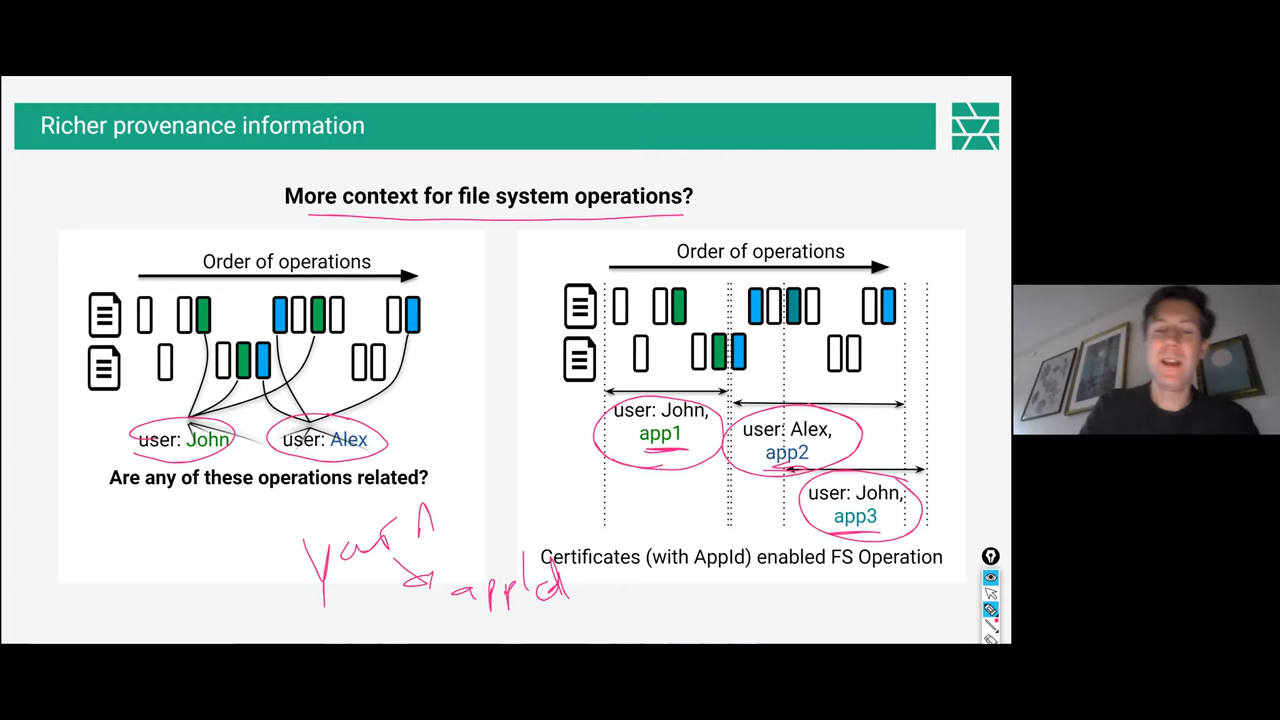 Richer provenance information
More context for file system operations?
Order of operations
user: John
user: Alex
Are any of these operations related?
Order of operations
user: John,
app1
user: Alex,
app2
user: John,
app3
Certificates (with AppId) enabled FS Operation
yarn
appId